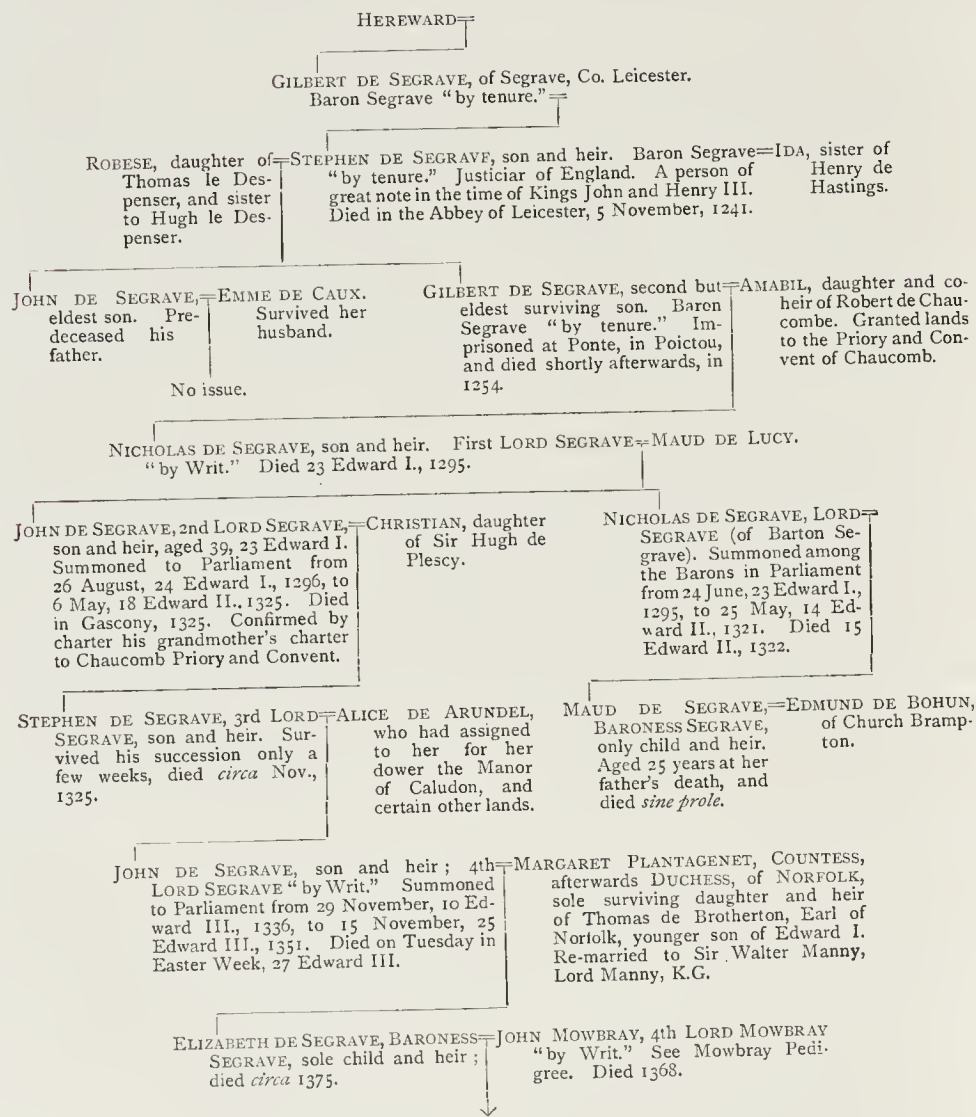 HEREWARD
GILBERT DE SEGRAVE, of Segrave, Co. Leicester.
Baron Segrave "by tenure."
ROBESE, daughter of
Thomas le Des-
penser, and sister
to Hugh le Des-
penser.
STEPHEN DE SEGRAVE, son and heir. Baron Segrave
"by tenure." Justiciar of England. A person of
great note in the time of Kings John and Henry III.
Died in the Abbey of Leicester, 5 November, 1241.
IDA, sister of
Henry de
Hastings.
JOHN DE SEGRAVE,
eldest son. Pre-
deceased his
father.
EMME DE CAUX.
Survived her
husband.
No issue.
GILBERT DE SEGRAVE, second but
eldest surviving son. Baron
Segrave "by tenure." Im-
prisoned at Ponte, in Poictou,
and died shortly afterwards, in
1254.
AMABIL, daughter and co-
heir of Robert de Chau-
combe. Granted lands
to the Priory and Con-
vent of Chaucomb.
NICHOLAS DE SEGRAVE, son and heir. First LORD SEGRAVE
"by Writ." Died 23 Edward I., 1295.
MAUD DE LUCY.
JOHN DE SEGRAVE, 2nd LORD SEGRAVE,
son and heir, aged 39, 23 Edward I.
Summoned to Parliament from
26 August, 24 Edward I., 1296, to
6 May, 18 Edward II., 1325. Died
in Gascony, 1325. Confirmed by
charter his grandmother's charter
to Chaucomb Priory and Convent.
CHRISTIAN, daughter
of Sir Hugh de
Plescy.
NICHOLAS DE SEGRAVE, LORD
SEGRAVE (of Barton Se-
grave). Summoned among
the Barons in Parliament
from 24 June, 23 Edward I.,
1295, to 25 May, 14 Ed-
ward II., 1321. Died 15
Edward II., 1322.
STEPHEN DE SEGRAVE, 3rd LORD
SEGRAVE, son and heir. Sur-
vived his succession only a
few weeks, died circa Nov.,
1325.
ALICE DE ARUNDEL,
who had assigned
to her for her
dower the Manor
of Caludon, and
certain other lands.
MAUD DE SEGRAVE,
BARONESS SEGRAVE,
only child and heir.
Aged 25 years at her
father's death, and
died sine prole.
EDMUND DE BOHUN,
of Church Bramp-
ton.
JOHN DE SEGRAVE, son and heir; 4th
LORD SEGRAVE "by Writ." Summoned
to Parliament from 29 November, 10 Ed-
ward III., 1336, to 15 November, 25
Edward III., 1351. Died on Tuesday in
Easter Week, 27 Edward III.
MARGARET PLANTAGENET, COUNTESS,
afterwards DUCHESS, of NORFOLK,
sole surviving daughter and heir
of Thomas de Brotherton, Earl of
Norfolk, younger son of Edward I.
Re-married to Sir Walter Manny,
Lord Manny, K.G.
ELIZABETH DE SEGRAVE, BARONESS
SEGRAVE, sole child and heir;
died circa 1375.
JOHN MOWBRAY, 4th LORD MOWBRAY
"by Writ." See Mowbray Pedi-
gree. Died 1368.